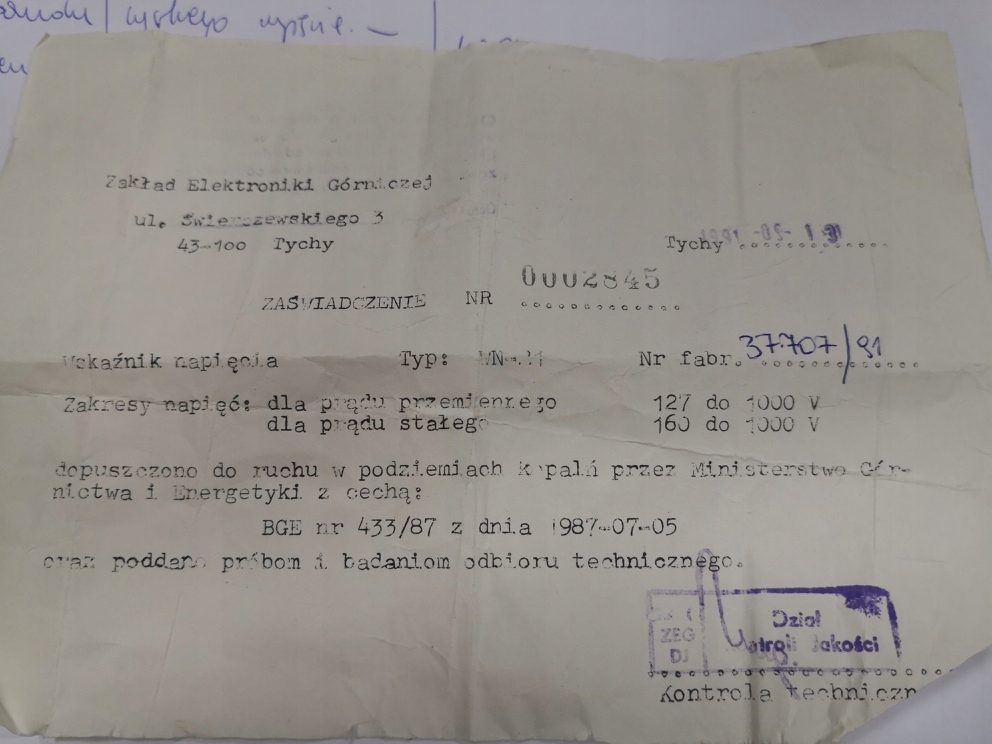 Zakład Elektroniki Górniczej
ul. Świerczewskiego 3
43-100 Tychy
Tychy
ZAŚWIADCZENIE NR 0002845
Wskaźnik napięcia Typ: Nr fabr. 37707/91
Zakresy napięć: dla prądu przemiennego 127 do 1000 V
dla prądu stałego 160 do 1000 V
dopuszczono do ruchu w podziemiach kopalń przez Ministerstwo Gór-
nictwa i Energetyki z cechą:
BGE nr 433/87 z dnia 1987-07-05
oraz poddano próbom i badaniom odbioru technicznego.
ZEG
DJ
Dział
Kontroli Jakości
Kontrola techniczn